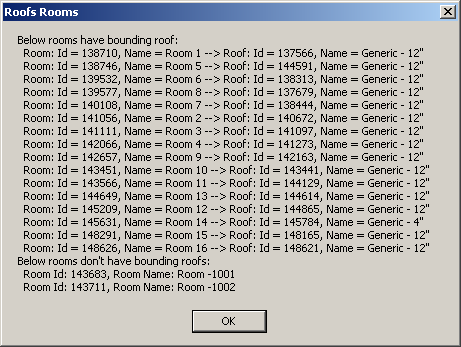 Roofs Rooms
Below rooms have bounding roof:
Room: Id = 138710, Name = Room 1 --> Roof: Id = 137566, Name = Generic - 12"
Room: Id = 138746, Name = Room 5 --> Roof: Id = 144591, Name = Generic - 12"
Room: Id = 139532, Name = Room 6 --> Roof: Id = 138313, Name = Generic - 12"
Room: Id = 139577, Name = Room 8 --> Roof: Id = 137679, Name = Generic - 12"
Room: Id = 140108, Name = Room 7 --> Roof: Id = 138444, Name = Generic - 12"
Room: Id = 141056, Name = Room 2 --> Roof: Id = 140672, Name = Generic - 12"
Room: Id = 141111, Name = Room 3 --> Roof: Id = 141097, Name = Generic - 12"
Room: Id = 142066, Name = Room 4 --> Roof: Id = 141273, Name = Generic - 12"
Room: Id = 142657, Name = Room 9 --> Roof: Id = 142163, Name = Generic - 12"
Room: Id = 143451, Name = Room 10 --> Roof: Id = 143441, Name = Generic - 12"
Room: Id = 143566, Name = Room 11 --> Roof: Id = 144129, Name = Generic - 12"
Room: Id = 144649, Name = Room 13 --> Roof: Id = 144614, Name = Generic - 12"
Room: Id = 145209, Name = Room 12 --> Roof: Id = 144865, Name = Generic - 12"
Room: Id = 145631, Name = Room 14 --> Roof: Id = 145784, Name = Generic - 4"
Room: Id = 148291, Name = Room 15 --> Roof: Id = 148165, Name = Generic - 12"
Room: Id = 148626, Name = Room 16 --> Roof: Id = 148621, Name = Generic - 12"
Below rooms don't have bounding roofs:
Room Id: 143683, Room Name: Room -1001
Room Id: 143711, Room Name: Room -1002
OK